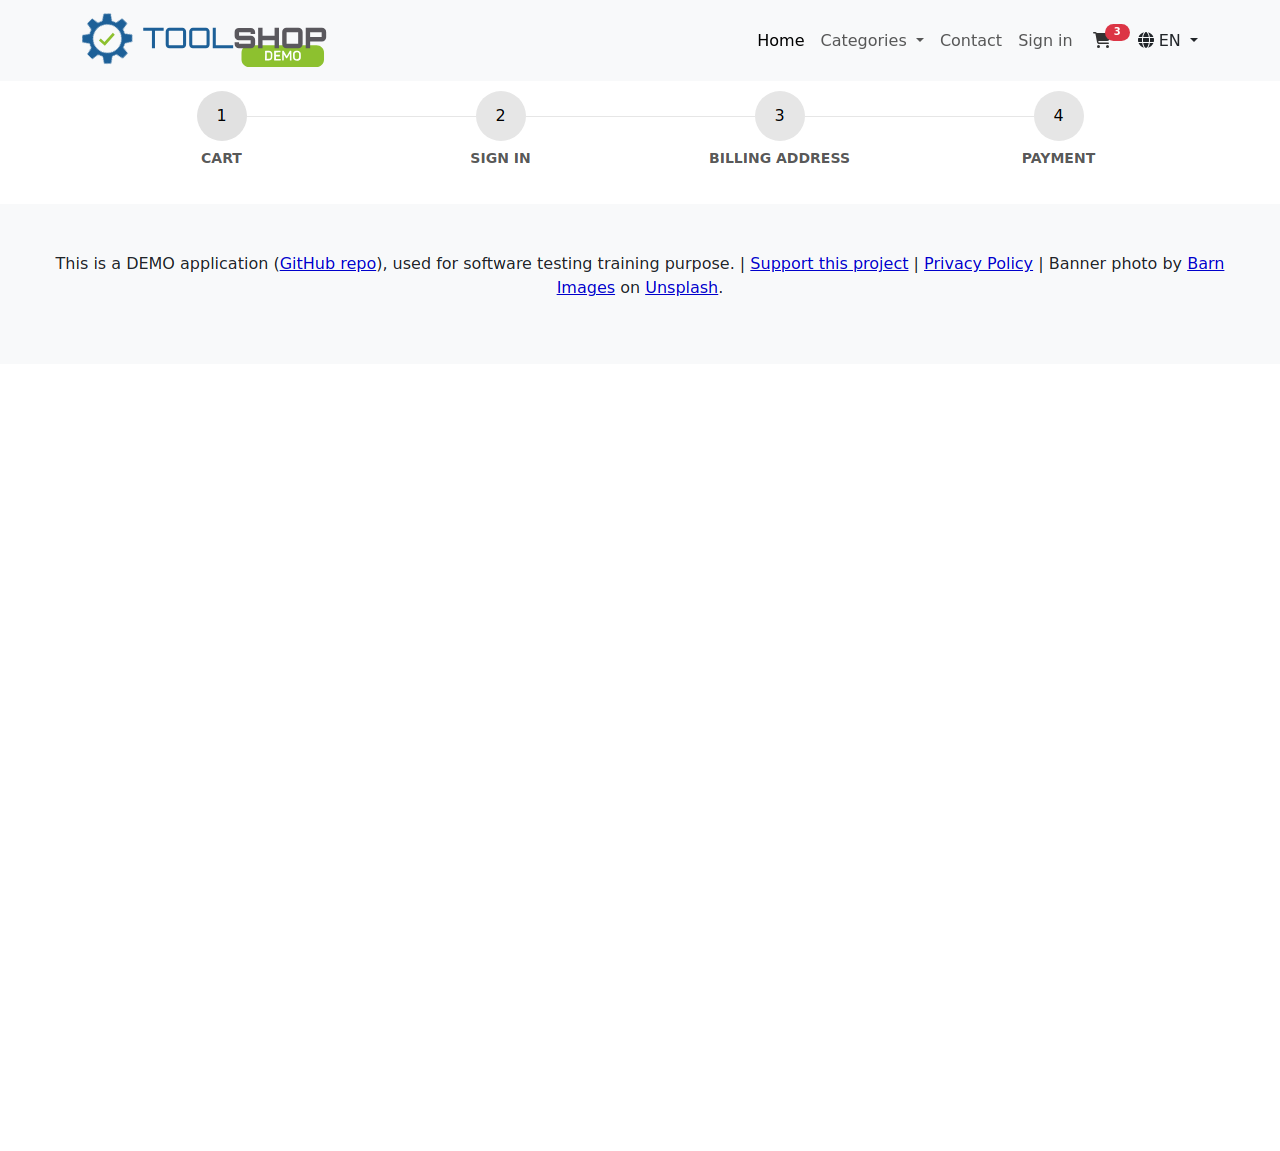 TOOLSHOP
DEMO
Home Categories Contact Sign in 3 EN
1 2 3 4
CART SIGN IN BILLING ADDRESS PAYMENT
This is a DEMO application (GitHub repo), used for software testing training purpose. | Support this project | Privacy Policy | Banner photo by Barn
Images on Unsplash.